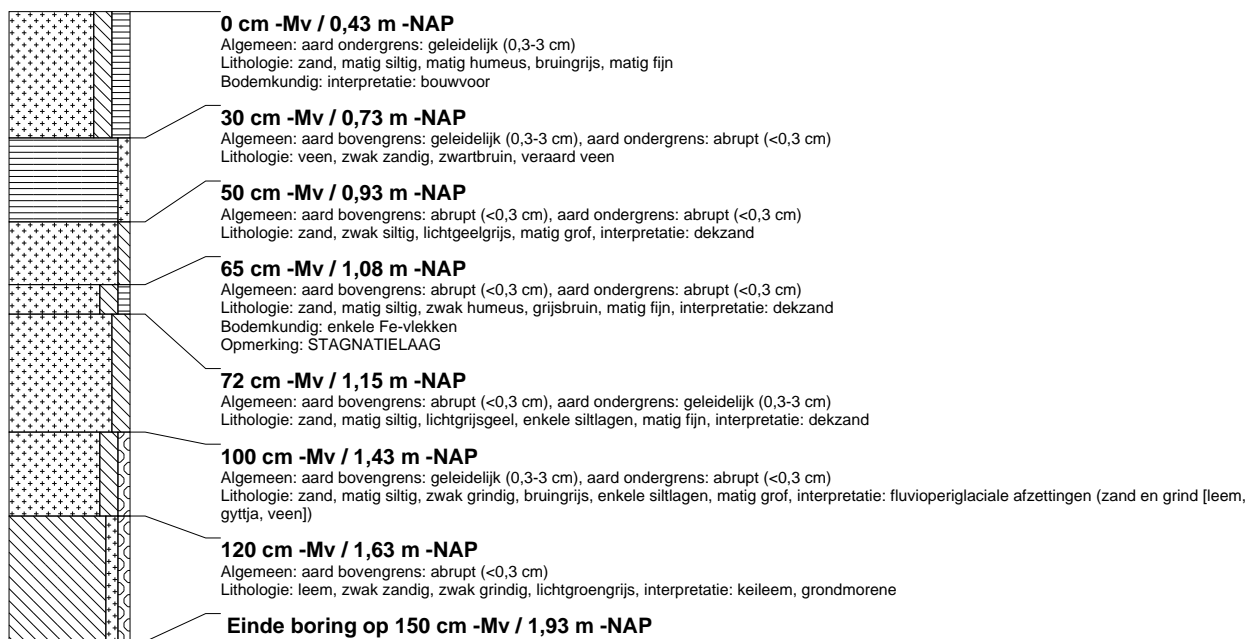 0 cm -Mv / 0,43 m -NAP
Algemeen: aard ondergrens: geleidelijk (0,3-3 cm)
Lithologie: zand, matig siltig, matig humeus, bruingrijs, matig fijn
Bodemkundig: interpretatie: bouwvoor
30 cm -Mv / 0,73 m -NAP
Algemeen: aard bovengrens: geleidelijk (0,3-3 cm), aard ondergrens: abrupt (<0,3 cm)
Lithologie: veen, zwak zandig, zwartbruin, veraard veen
50 cm -Mv / 0,93 m -NAP
Algemeen: aard bovengrens: abrupt (<0,3 cm), aard ondergrens: abrupt (<0,3 cm)
Lithologie: zand, zwak siltig, lichtgeelgrijs, matig grof, interpretatie: dekzand
65 cm -Mv / 1,08 m -NAP
Algemeen: aard bovengrens: abrupt (<0,3 cm), aard ondergrens: abrupt (<0,3 cm)
Lithologie: zand, matig siltig, zwak humeus, grijsbruin, matig fijn, interpretatie: dekzand
Bodemkundig: enkele Fe-vlekken
Opmerking: STAGNATIELAAG
72 cm -Mv / 1,15 m -NAP
Algemeen: aard bovengrens: abrupt (<0,3 cm), aard ondergrens: geleidelijk (0,3-3 cm)
Lithologie: zand, matig siltig, lichtgrijsgeel, enkele siltlagen, matig fijn, interpretatie: dekzand
100 cm -Mv / 1,43 m -NAP
Algemeen: aard bovengrens: geleidelijk (0,3-3 cm), aard ondergrens: abrupt (<0,3 cm)
Lithologie: zand, matig siltig, zwak grindig, bruingrijs, enkele siltlagen, matig grof, interpretatie: fluvioperiglaciale afzettingen (zand en grind [leem,
gyttja, veen])
120 cm -Mv / 1,63 m -NAP
Algemeen: aard bovengrens: abrupt (<0,3 cm)
Lithologie: leem, zwak zandig, zwak grindig, lichtgroengrijs, interpretatie: keileem, grondmorene
Einde boring op 150 cm -Mv / 1,93 m -NAP